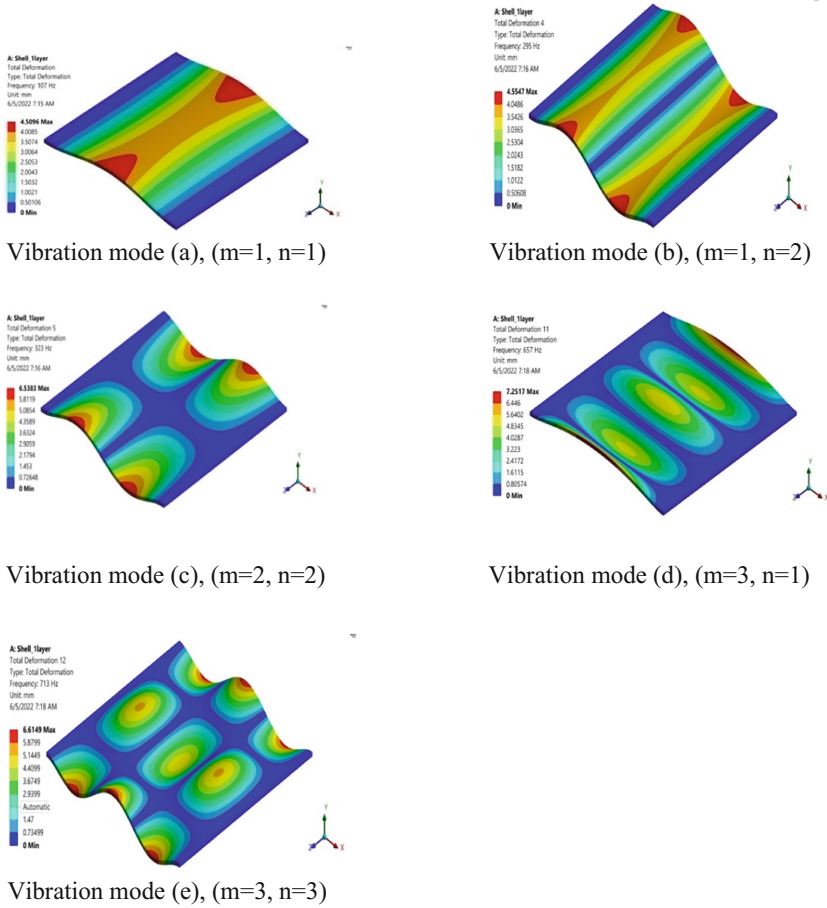 A: Shell_1layer
Total Deformation
Type: Total Deformation
Frequency: 107 Hz
Unit: mm
6/5/2022 7:15 AM
4.5096 Max
4.0085
3.5074
3.0064
2.5053
2.0043
1.5032
1.0021
0.50106
0 Min
Y
Z
X
Vibration mode (a), (m=1, n=1)
A: Shell_1layer
Total Deformation 4
Type: Total Deformation
Frequency: 295 Hz
Unit: mm
6/5/2022 7:16 AM
4.5547 Max
4.0486
3.5426
3.0365
2.5304
2.0243
1.5182
1.0122
0.50608
0 Min
Y
Z
X
Vibration mode (b), (m=1, n=2)
A: Shell_1layer
Total Deformation 5
Type: Total Deformation
Frequency: 323 Hz
Unit: mm
6/5/2022 7:16 AM
6.5383 Max
5.8119
5.0854
4.3589
3.6324
2.9059
2.1794
1.453
0.72648
0 Min
Y
Z
X
Vibration mode (c), (m=2, n=2)
A: Shell_1layer
Total Deformation 11
Type: Total Deformation
Frequency: 657 Hz
Unit: mm
6/5/2022 7:18 AM
7.2517 Max
6.446
5.6402
4.8345
4.0287
3.223
2.4172
1.6115
0.80574
0 Min
Y
Z
X
Vibration mode (d), (m=3, n=1)
A: Shell_1layer
Total Deformation 12
Type: Total Deformation
Frequency: 713 Hz
Unit: mm
6/5/2022 7:18 AM
6.6149 Max
5.8799
5.1449
4.4099
3.6749
2.9399
Automatic
1.47
0.73499
0 Min
Y
Z
X
Vibration mode (e), (m=3, n=3)